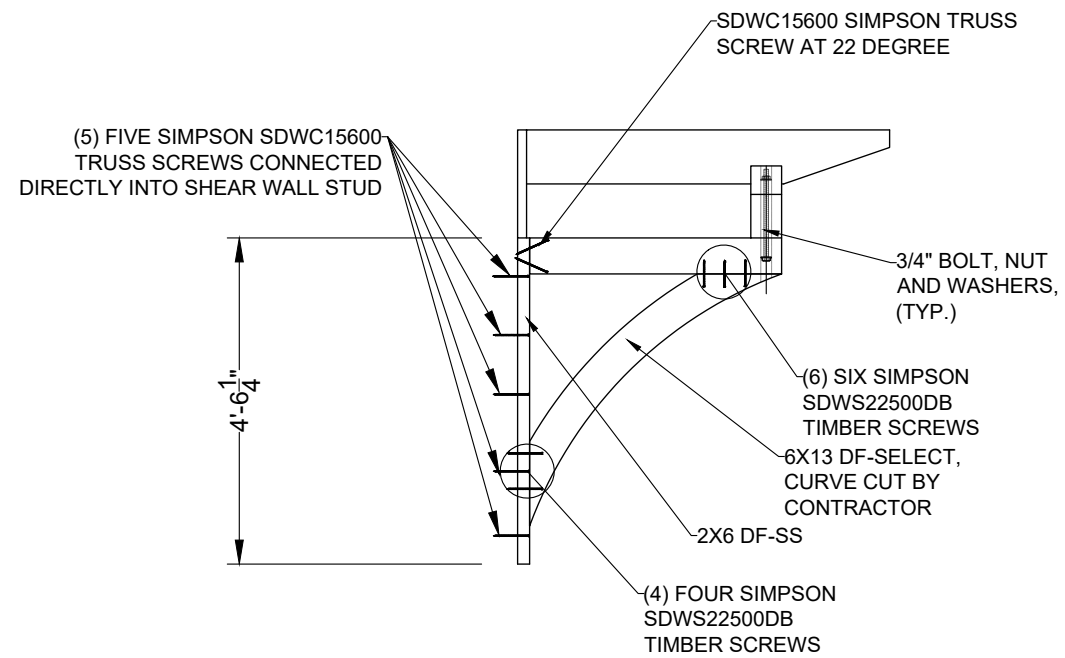 SDWC15600 SIMPSON TRUSS
SCREW AT 22 DEGREE
(5) FIVE SIMPSON SDWC15600
TRUSS SCREWS CONNECTED
DIRECTLY INTO SHEAR WALL STUD
3/4" BOLT, NUT
AND WASHERS,
(TYP.)
4'-6 1/4"
(6) SIX SIMPSON
SDWS22500DB
TIMBER SCREWS
6X13 DF-SELECT,
CURVE CUT BY
CONTRACTOR
2X6 DF-SS
(4) FOUR SIMPSON
SDWS22500DB
TIMBER SCREWS